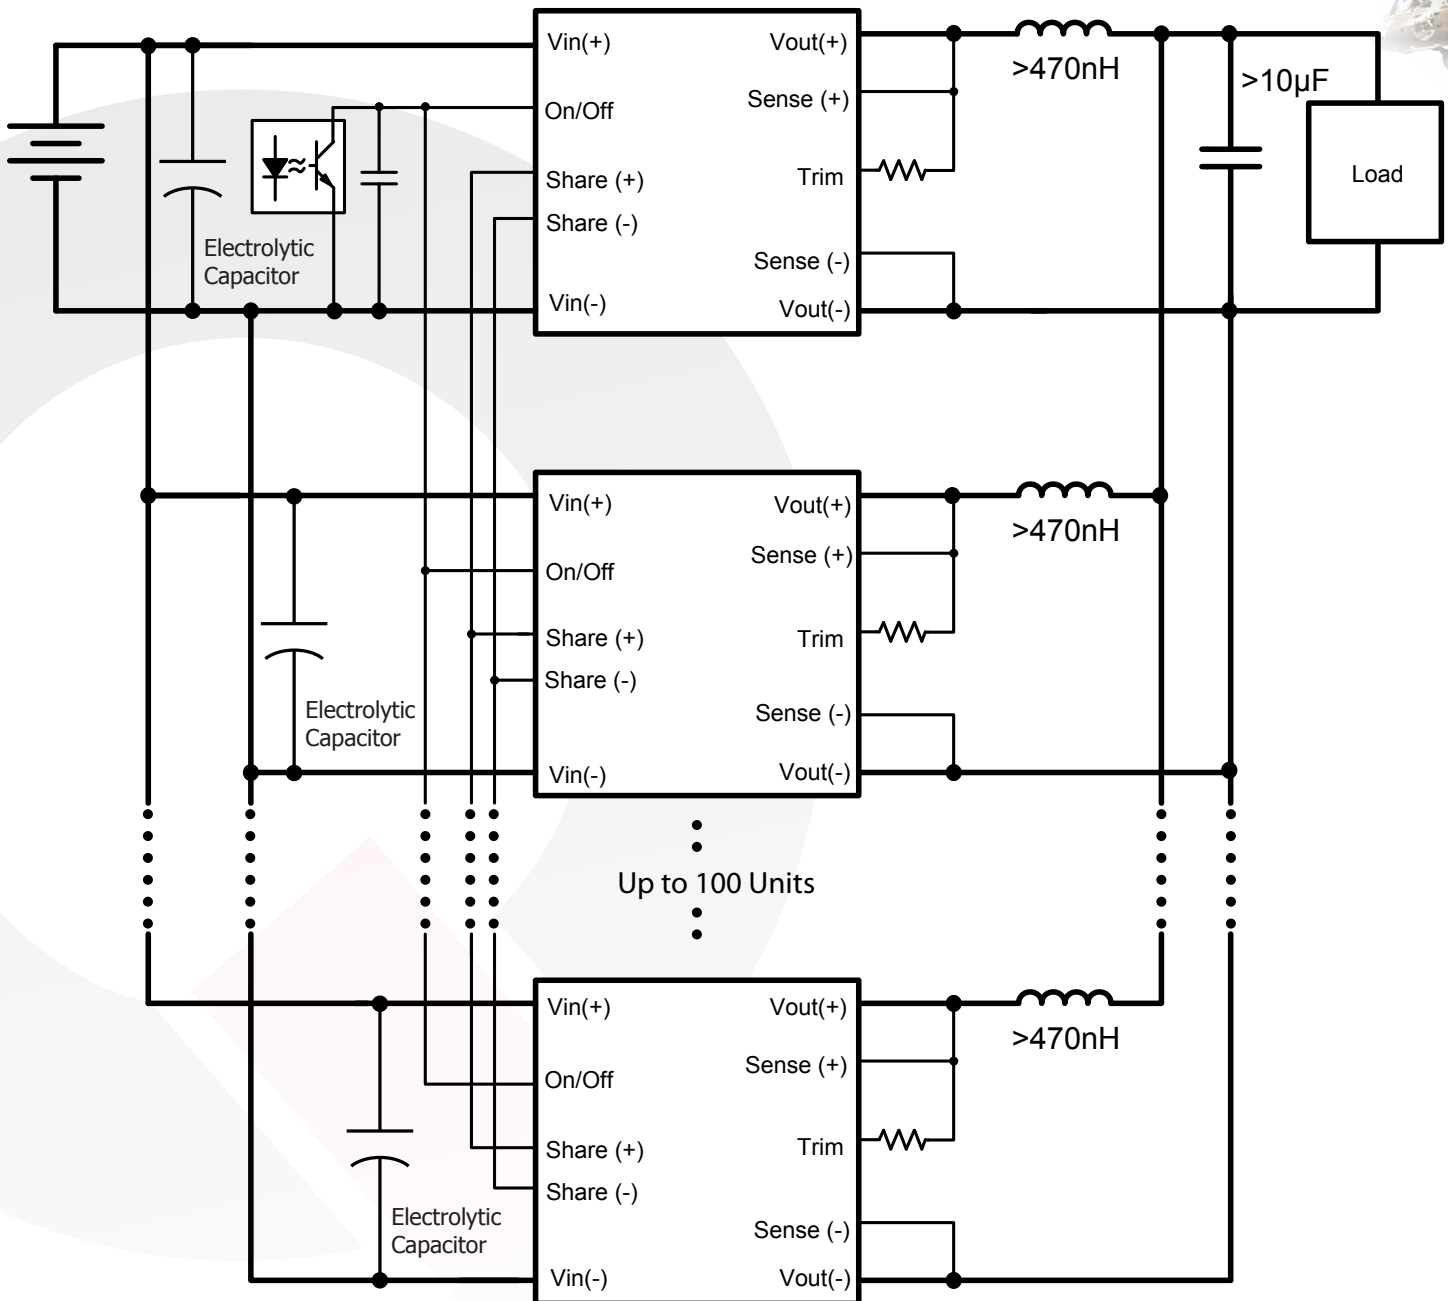 Vin(+)
Vout(+)
>470nH
>10µF
Sense (+)
On/Off
Load
Trim
Share (+)
Share (-)
Electrolytic
Capacitor
Sense (-)
Vin(-)
Vout(-)
Vin(+)
Vout(+)
>470nH
Sense (+)
On/Off
Share (+)
Trim
Share (-)
Electrolytic
Capacitor
Sense (-)
Vin(-)
Vout(-)
Up to 100 Units
Vin(+)
Vout(+)
>470nH
Sense (+)
On/Off
Share (+)
Trim
Share (-)
Electrolytic
Capacitor
Sense (-)
Vin(-)
Vout(-)